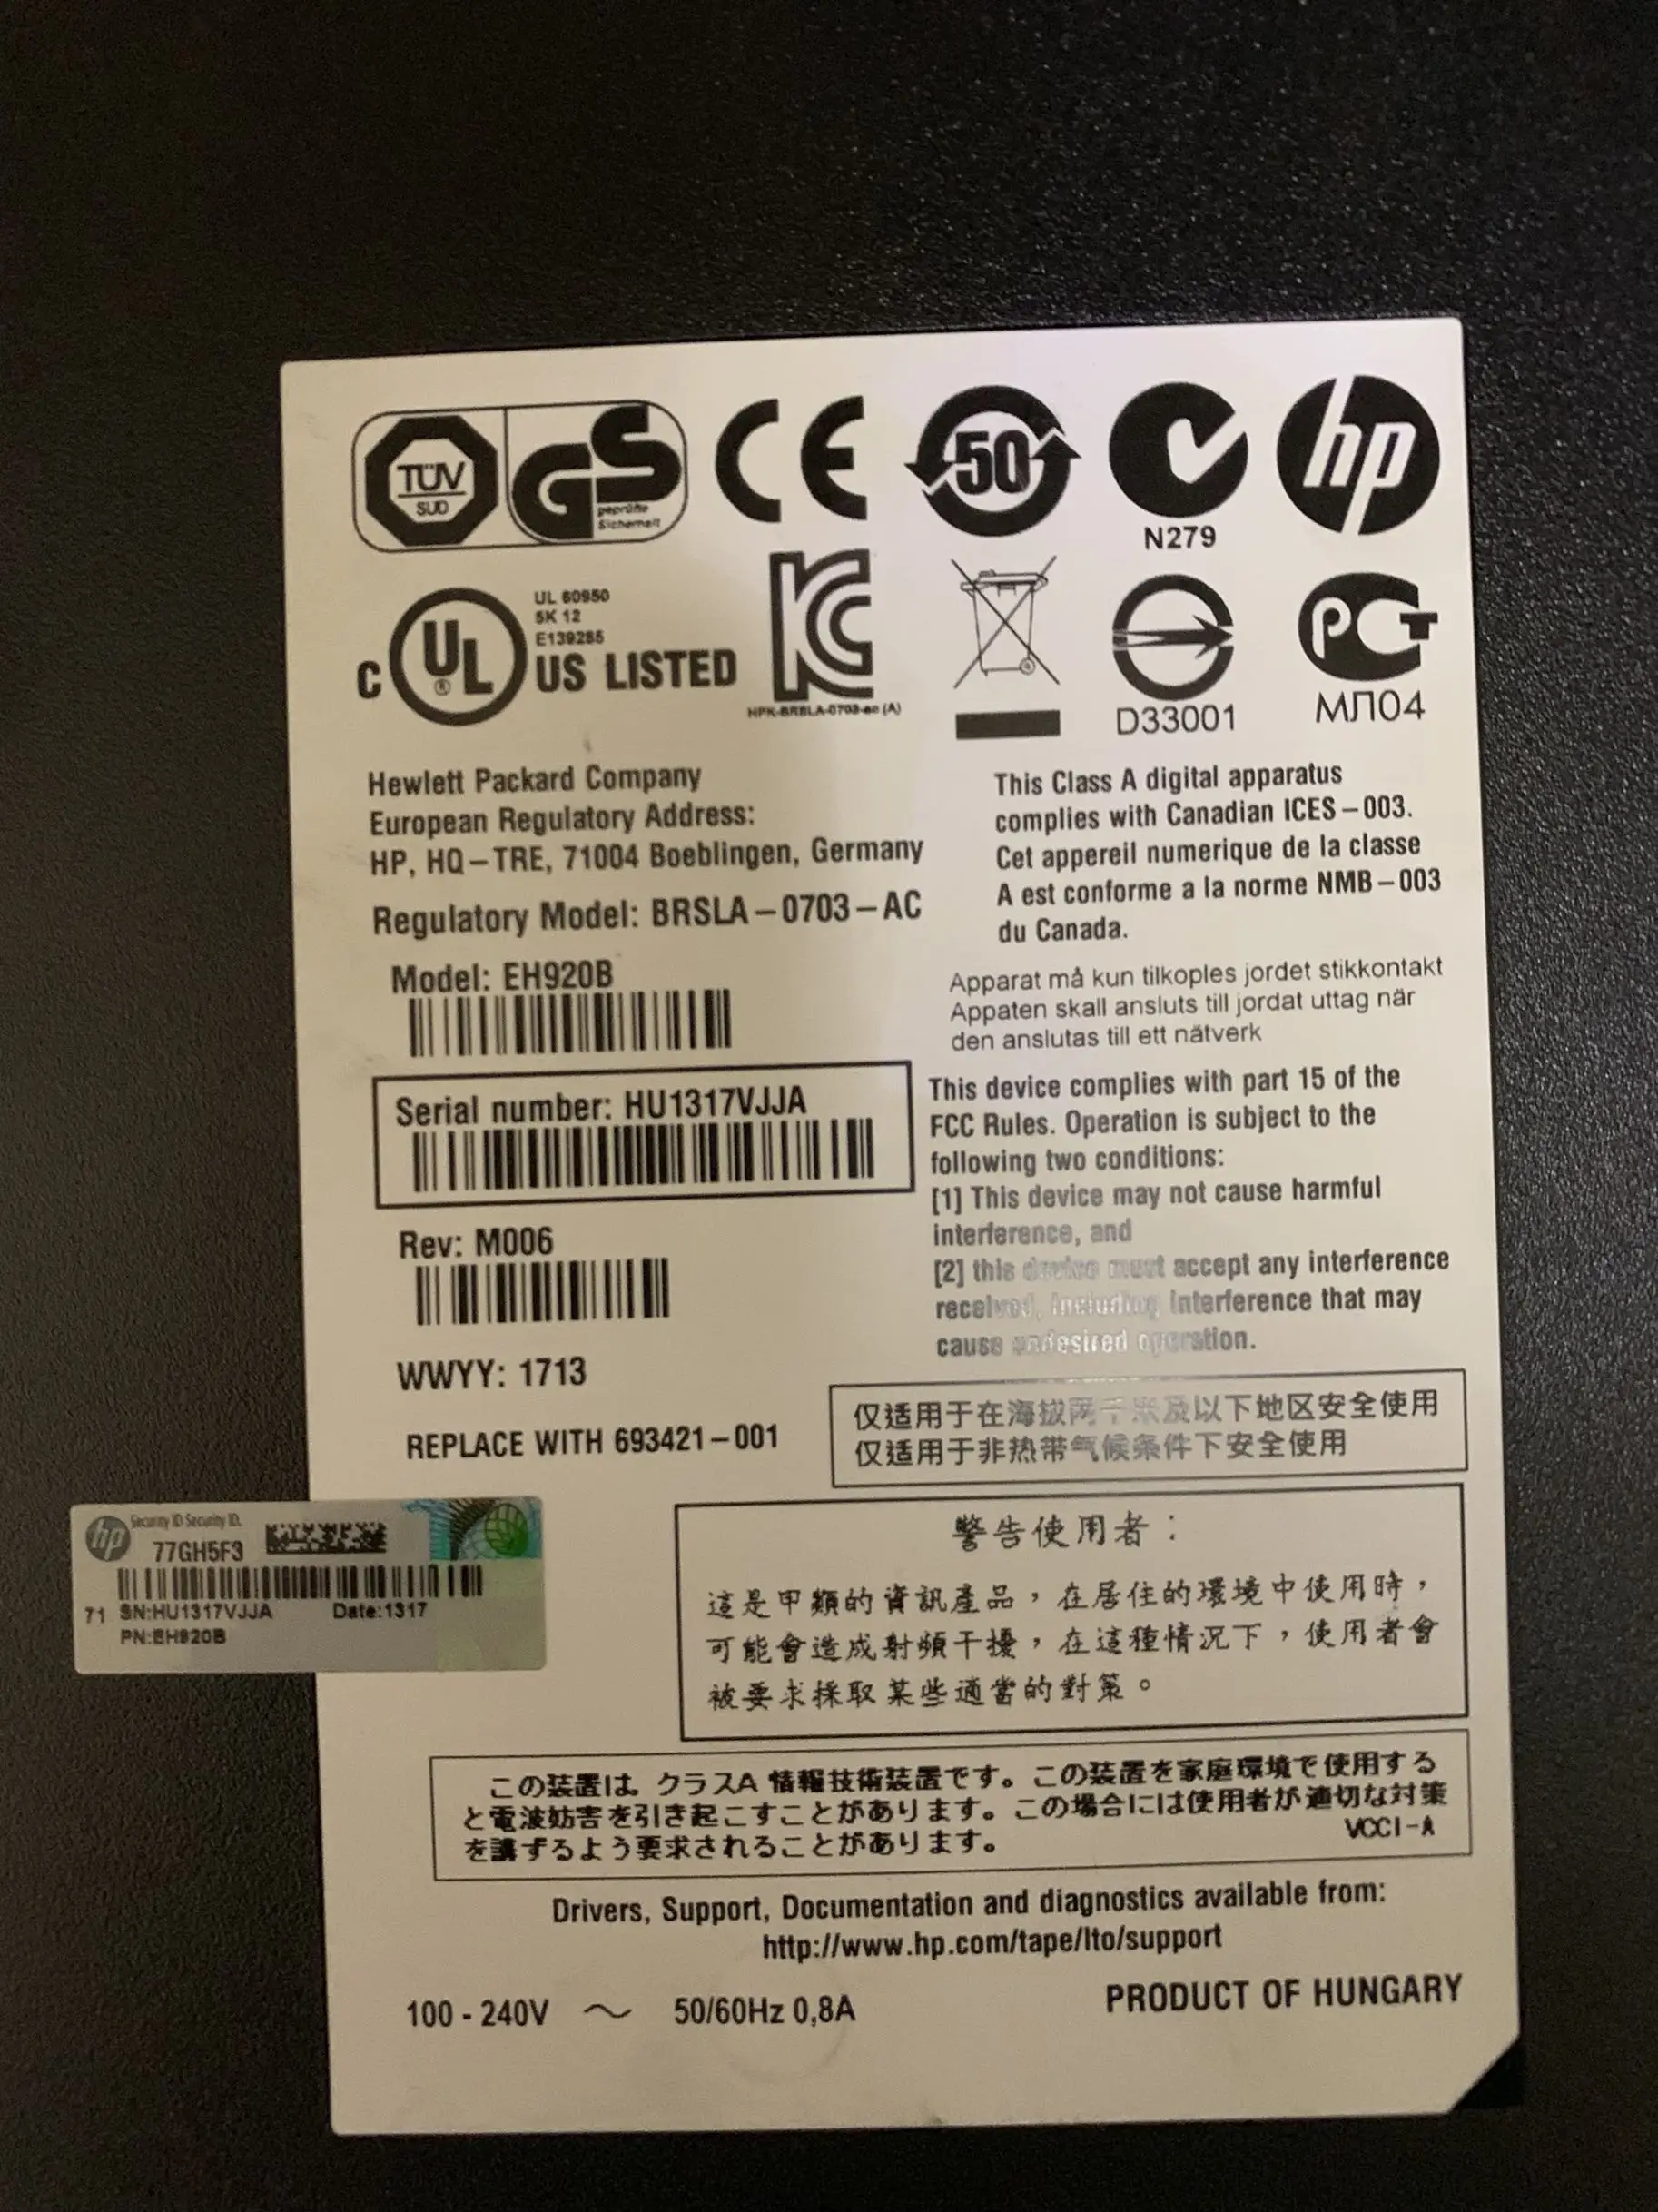 TÜV
SÜD
GS
geprüfte
Sicherheit
CE
50
N279
hp
C UL ® US LISTED
UL 60950
5K 12
E139285
HPK-BRSLA-0703-ac (A)
D33001
РСТ
МЛ04
Hewlett Packard Company
European Regulatory Address:
HP, HQ–TRE, 71004 Boeblingen, Germany
Regulatory Model: BRSLA–0703–AC
Model: EH920B
Serial number: HU1317VJJA
Rev: M006
WWYY: 1713
REPLACE WITH 693421–001
This Class A digital apparatus
complies with Canadian ICES–003.
Cet appereil numerique de la classe
A est conforme a la norme NMB–003
du Canada.
Apparat må kun tilkoples jordet stikkontakt
Appaten skall ansluts till jordat uttag när
den anslutas till ett nätverk
This device complies with part 15 of the
FCC Rules. Operation is subject to the
following two conditions:
[1] This device may not cause harmful
interference, and
[2] this device must accept any interference
received, including interference that may
cause undesired operation.
仅适用于在海拔两千米及以下地区安全使用
仅适用于非热带气候条件下安全使用
hp
Security ID Security ID.
77GH5F3
71 SN:HU1317VJJA Date:1317
PN:EH920B
警告使用者：
這是甲類的資訊產品，在居住的環境中使用時，
可能會造成射頻干擾，在這種情況下，使用者會
被要求採取某些適當的對策。
この装置は、クラスA 情報技術装置です。この装置を家庭環境で使用する
と電波妨害を引き起こすことがあります。この場合には使用者が適切な対策
を講ずるよう要求されることがあります。 VCCI-A
Drivers, Support, Documentation and diagnostics available from:
http://www.hp.com/tape/lto/support
100 - 240V ～ 50/60Hz 0,8A
PRODUCT OF HUNGARY